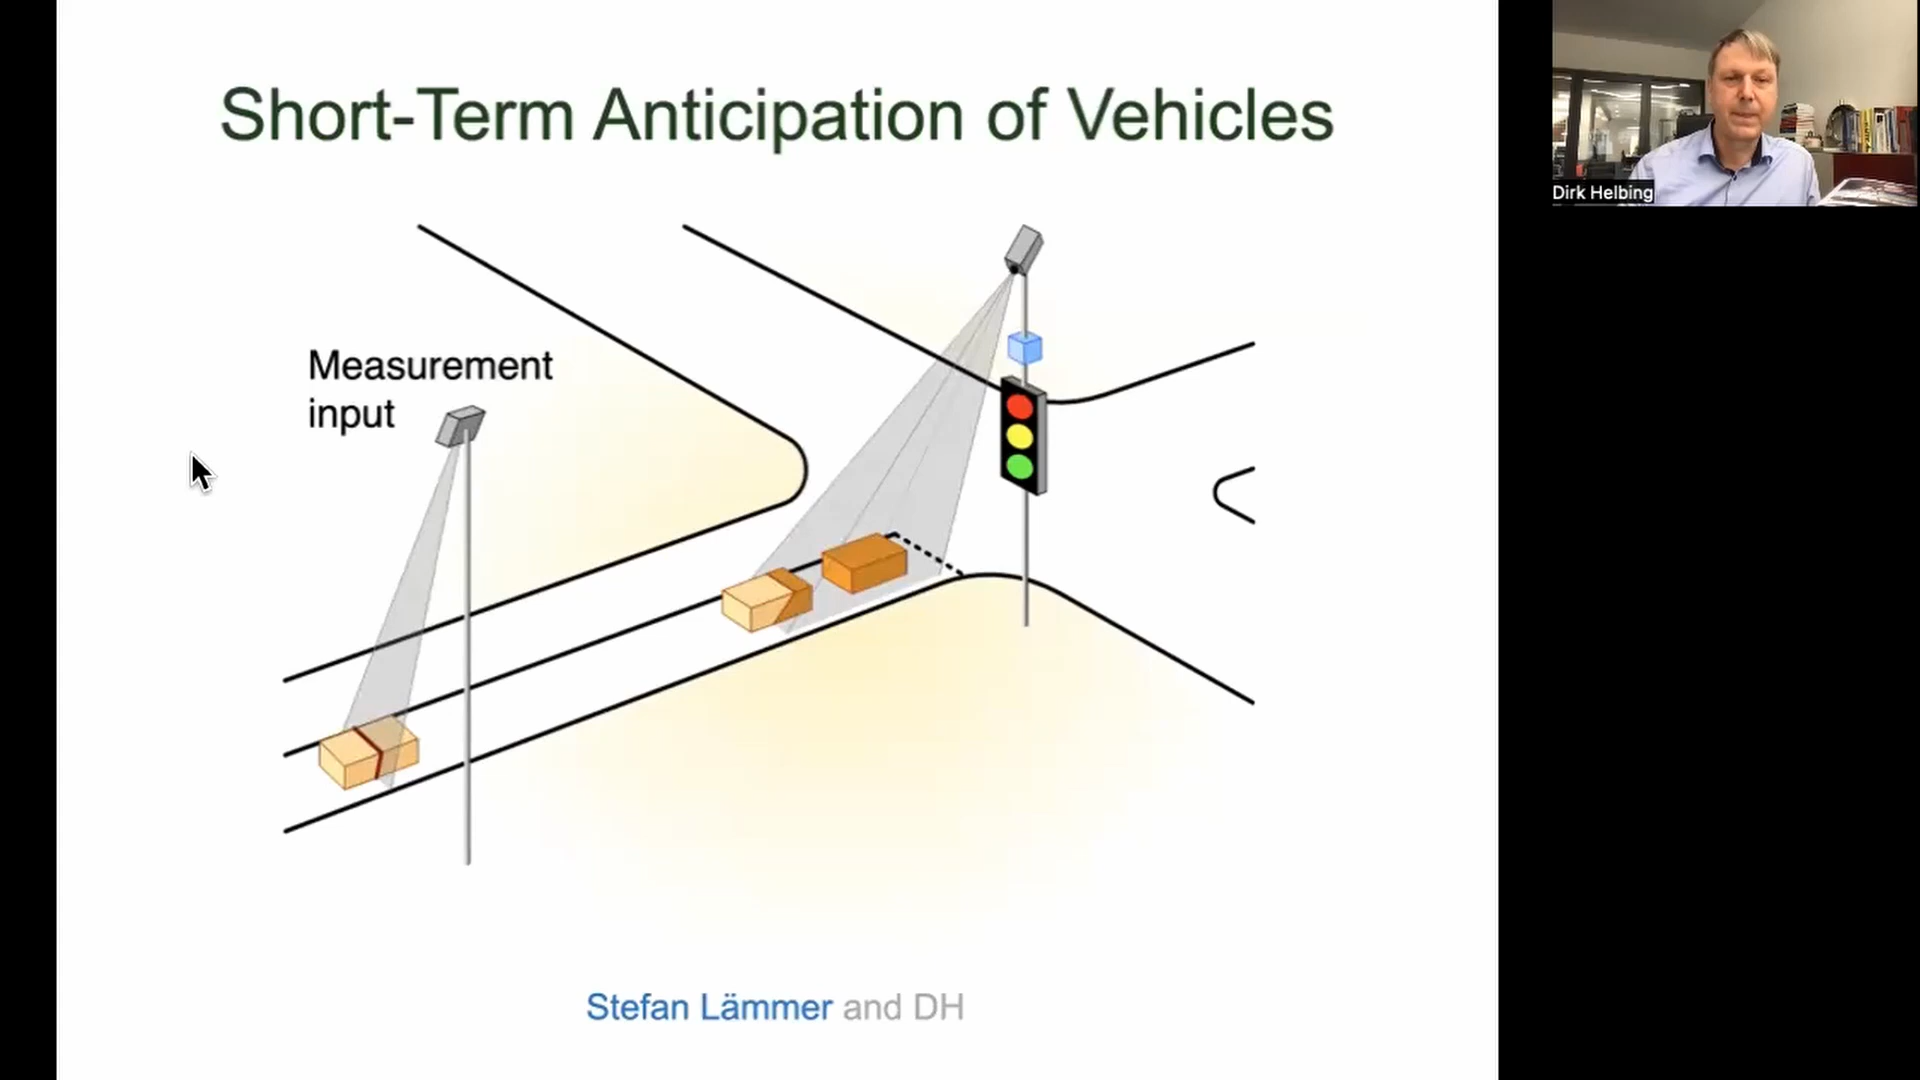 Short-Term Anticipation of Vehicles
Measurement
input
Stefan Lämmer and DH
Dirk Helbing